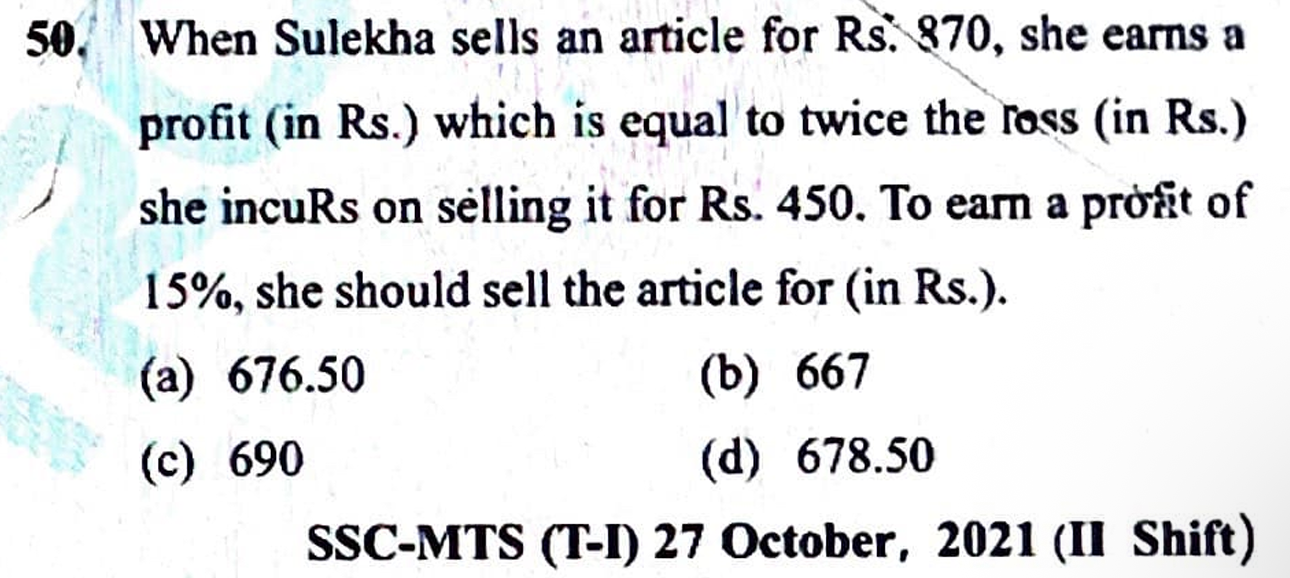 50. When Sulekha sells an article for Rs. 870, she earns a
profit (in Rs.) which is equal to twice the loss (in Rs.)
she incuRs on selling it for Rs. 450. To earn a profit of
15%, she should sell the article for (in Rs.).
(a) 676.50 (b) 667
(c) 690 (d) 678.50
SSC-MTS (T-I) 27 October, 2021 (II Shift)